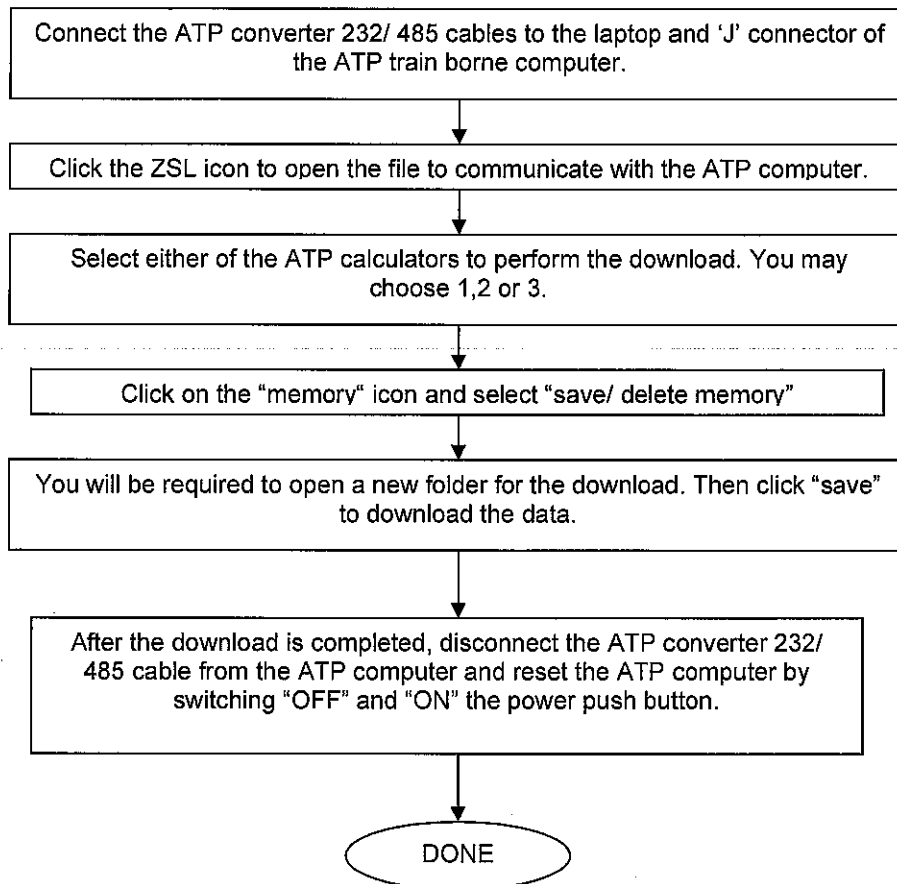 Connect the ATP converter 232/ 485 cables to the laptop and ‘J’ connector of
the ATP train borne computer.
Click the ZSL icon to open the file to communicate with the ATP computer.
Select either of the ATP calculators to perform the download. You may
choose 1,2 or 3.
Click on the “memory“ icon and select “save/ delete memory”
You will be required to open a new folder for the download. Then click “save”
to download the data.
After the download is completed, disconnect the ATP converter 232/
485 cable from the ATP computer and reset the ATP computer by
switching “OFF” and “ON” the power push button.
DONE